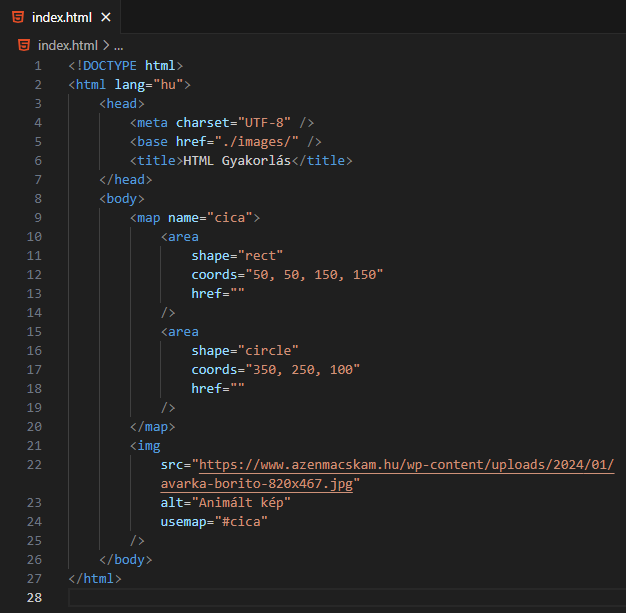 index.html
index.html > ...
1 <!DOCTYPE html>
2 <html lang="hu">
3     <head>
4         <meta charset="UTF-8" />
5         <base href="./images/" />
6         <title>HTML Gyakorlás</title>
7     </head>
8     <body>
9         <map name="cica">
10             <area
11                 shape="rect"
12                 coords="50, 50, 150, 150"
13                 href=""
14             />
15             <area
16                 shape="circle"
17                 coords="350, 250, 100"
18                 href=""
19             />
20         </map>
21         <img
22             src="https://www.azenmacskam.hu/wp-content/uploads/2024/01/
            avarka-borito-820x467.jpg"
23             alt="Animált kép"
24             usemap="#cica"
25         />
26     </body>
27 </html>
28